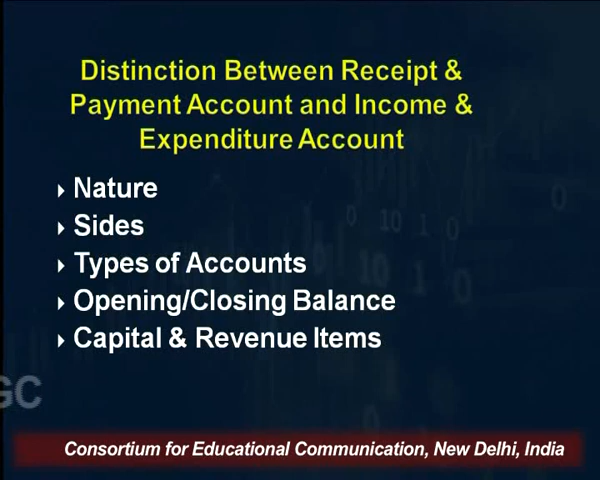 Distinction Between Receipt &
Payment Account and Income &
Expenditure Account
Nature
Sides
Types of Accounts
Opening/Closing Balance
Capital & Revenue Items
GC
Consortium for Educational Communication, New Delhi, India